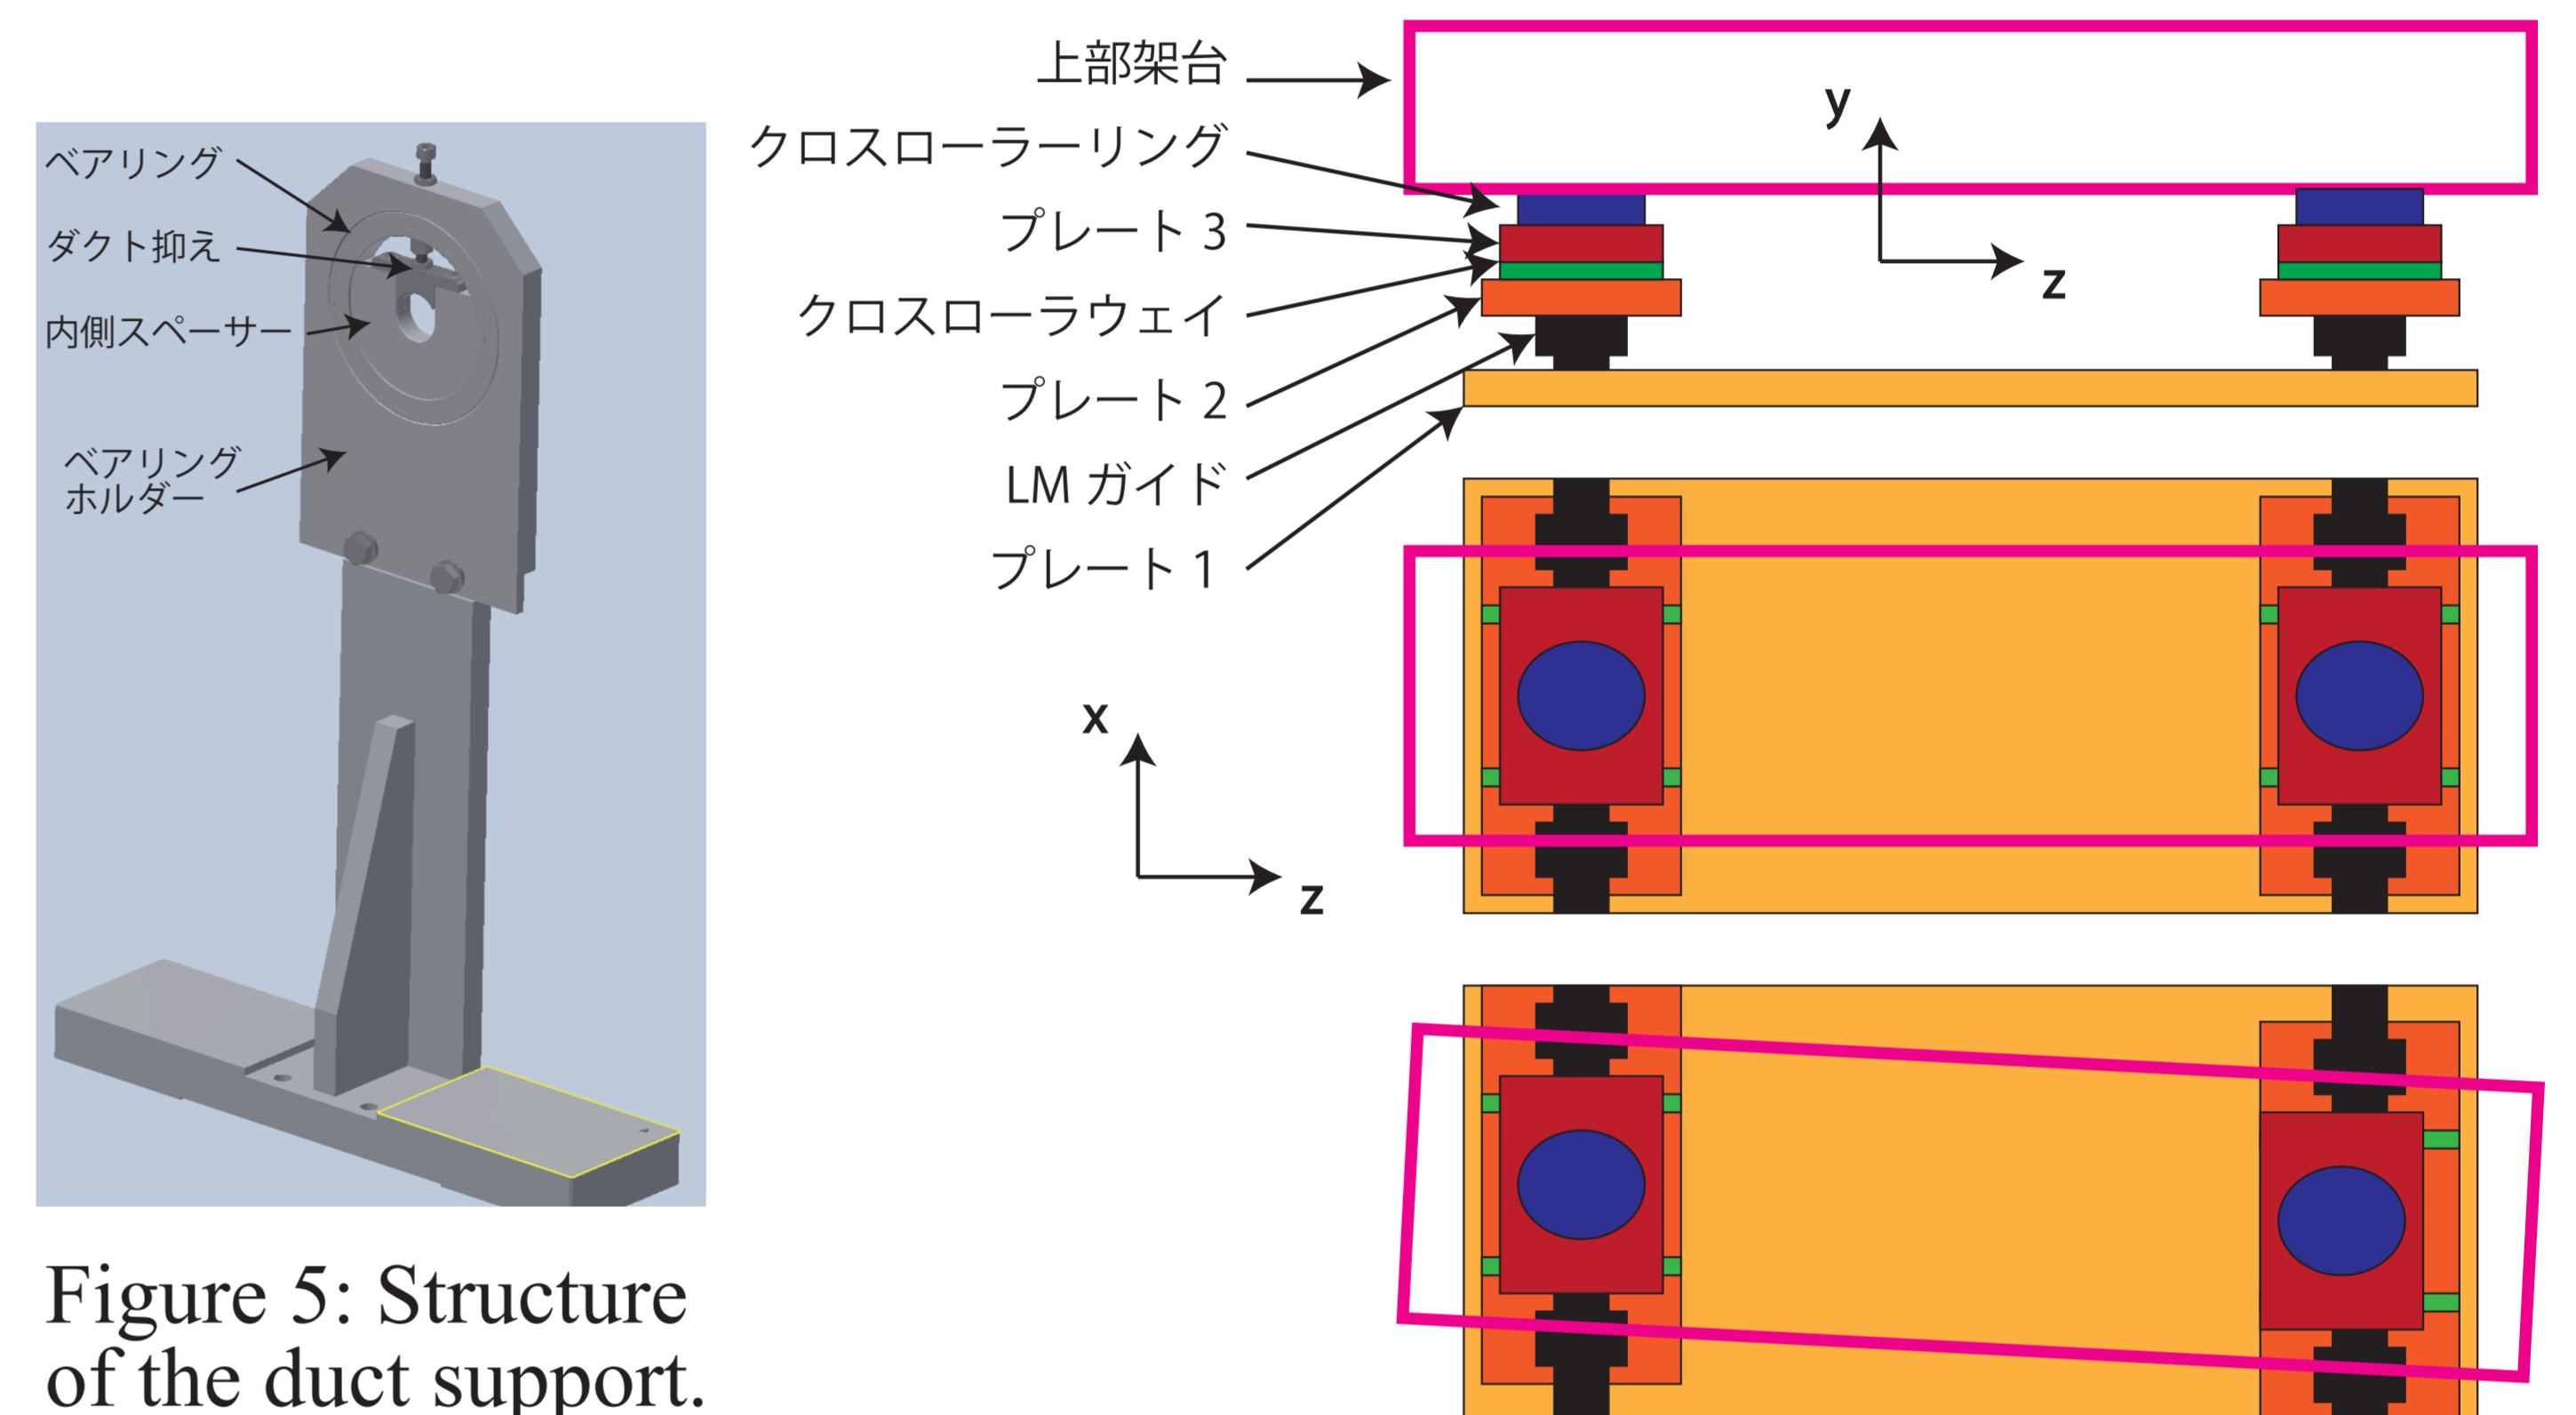 ベアリング
ダクト抑え
内側スペーサー
ベアリング
ホルダー
Figure 5: Structure
of the duct support.
上部架台
クロスローラーリング
プレート 3
クロスローラウェイ
プレート 2
LM ガイド
プレート 1
y
z
x
z